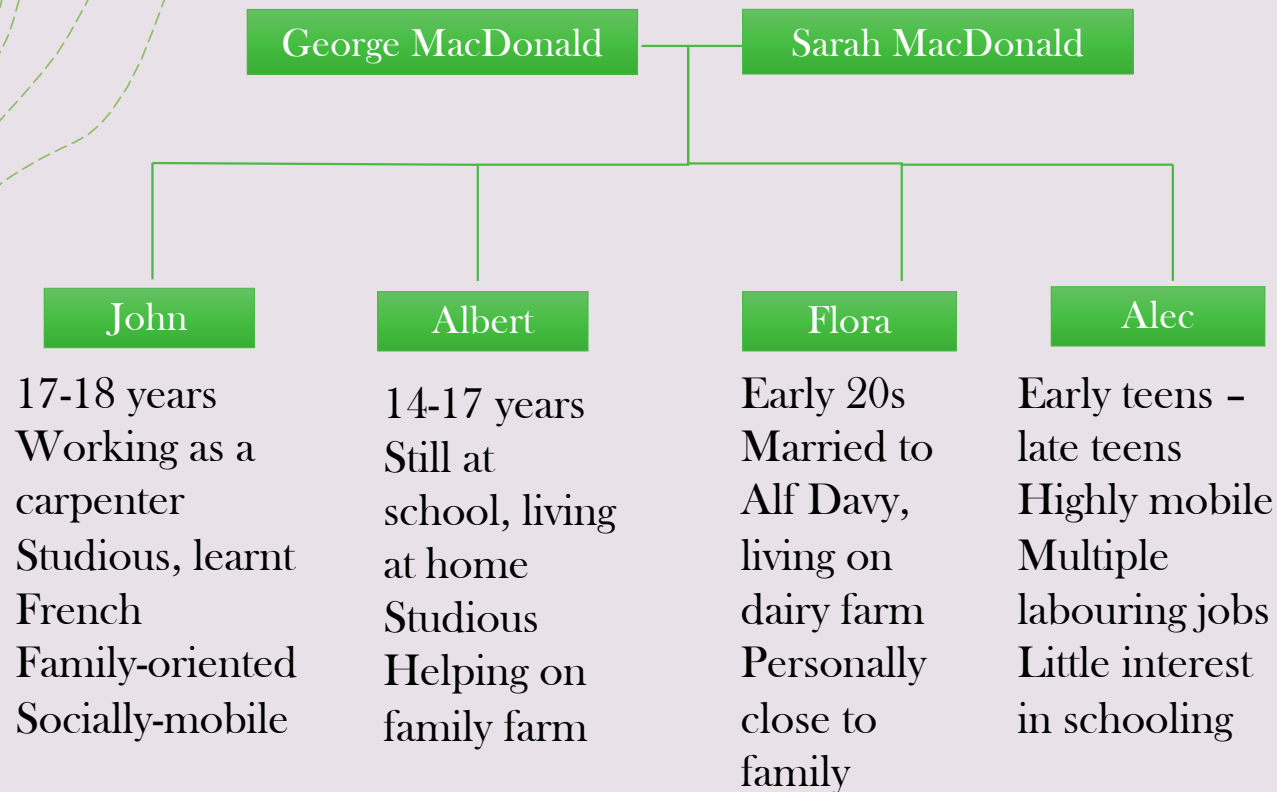 George MacDonald
Sarah MacDonald
John
17-18 years
Working as a
carpenter
Studious, learnt
French
Family-oriented
Socially-mobile
Albert
14-17 years
Still at
school, living
at home
Studious
Helping on
family farm
Flora
Early 20s
Married to
Alf Davy,
living on
dairy farm
Personally
close to
family
Alec
Early teens –
late teens
Highly mobile
Multiple
labouring jobs
Little interest
in schooling